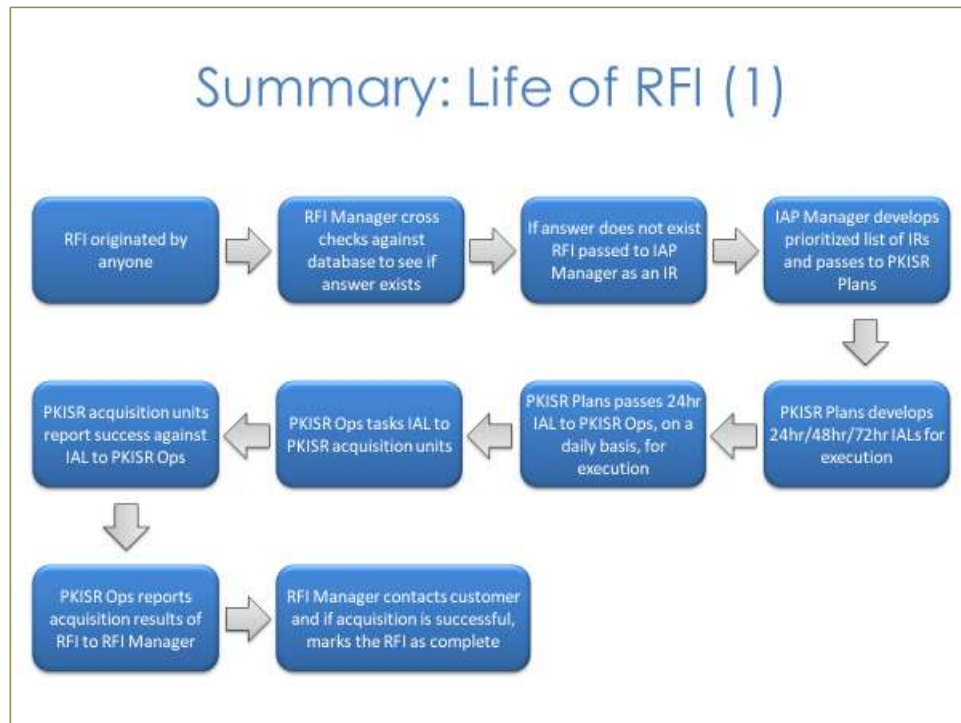 Summary: Life of RFI (1)
RFI originated by
anyone
RFI Manager cross
checks against
database to see if
answer exists
If answer does not exist
RFI passed to IAP
Manager as an IR
IAP Manager develops
prioritized list of IRs
and passes to PKISR
Plans
PKISR Plans develops
24hr/48hr/72hr IALs for
execution
PKISR Plans passes 24hr
IAL to PKISR Ops, on a
daily basis, for
execution
PKISR Ops tasks IAL to
PKISR acquisition units
PKISR acquisition units
report success against
IAL to PKISR Ops
PKISR Ops reports
acquisition results of
RFI to RFI Manager
RFI Manager contacts customer
and if acquisition is successful,
marks the RFI as complete